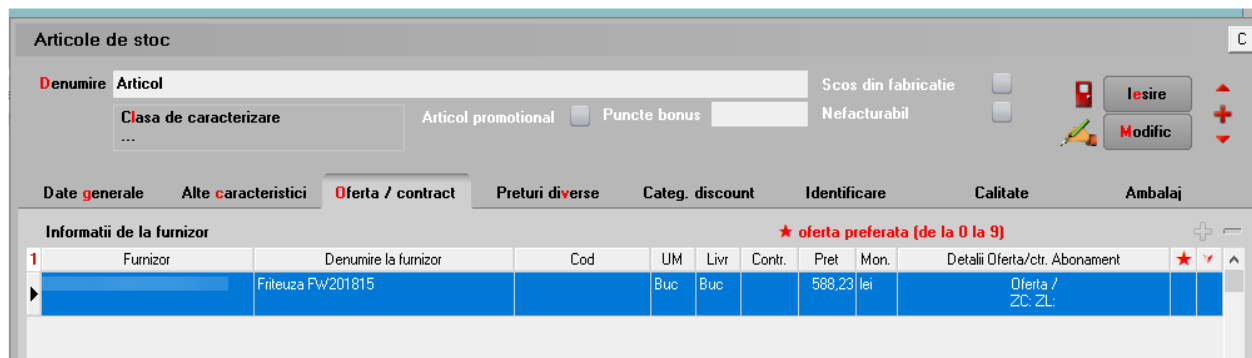 Articole de stoc
C
Denumire Articol
Scos din fabricatie
Iesire
Clasa de caracterizare
...
Articol promotional
Puncte bonus
Nefacturabil
Modific
Date generale Alte caracteristici Oferta / contract Preturi diverse Categ. discount Identificare Calitate Ambalaj
Informatii de la furnizor
★ oferta preferata (de la 0 la 9)
1 Furnizor Denumire la furnizor Cod UM Livr Contr. Pret Mon. Detalii Oferta/ctr. Abonament ★
Friteuza FW201815 Buc Buc 588,23 lei Oferta /
ZC: ZL: